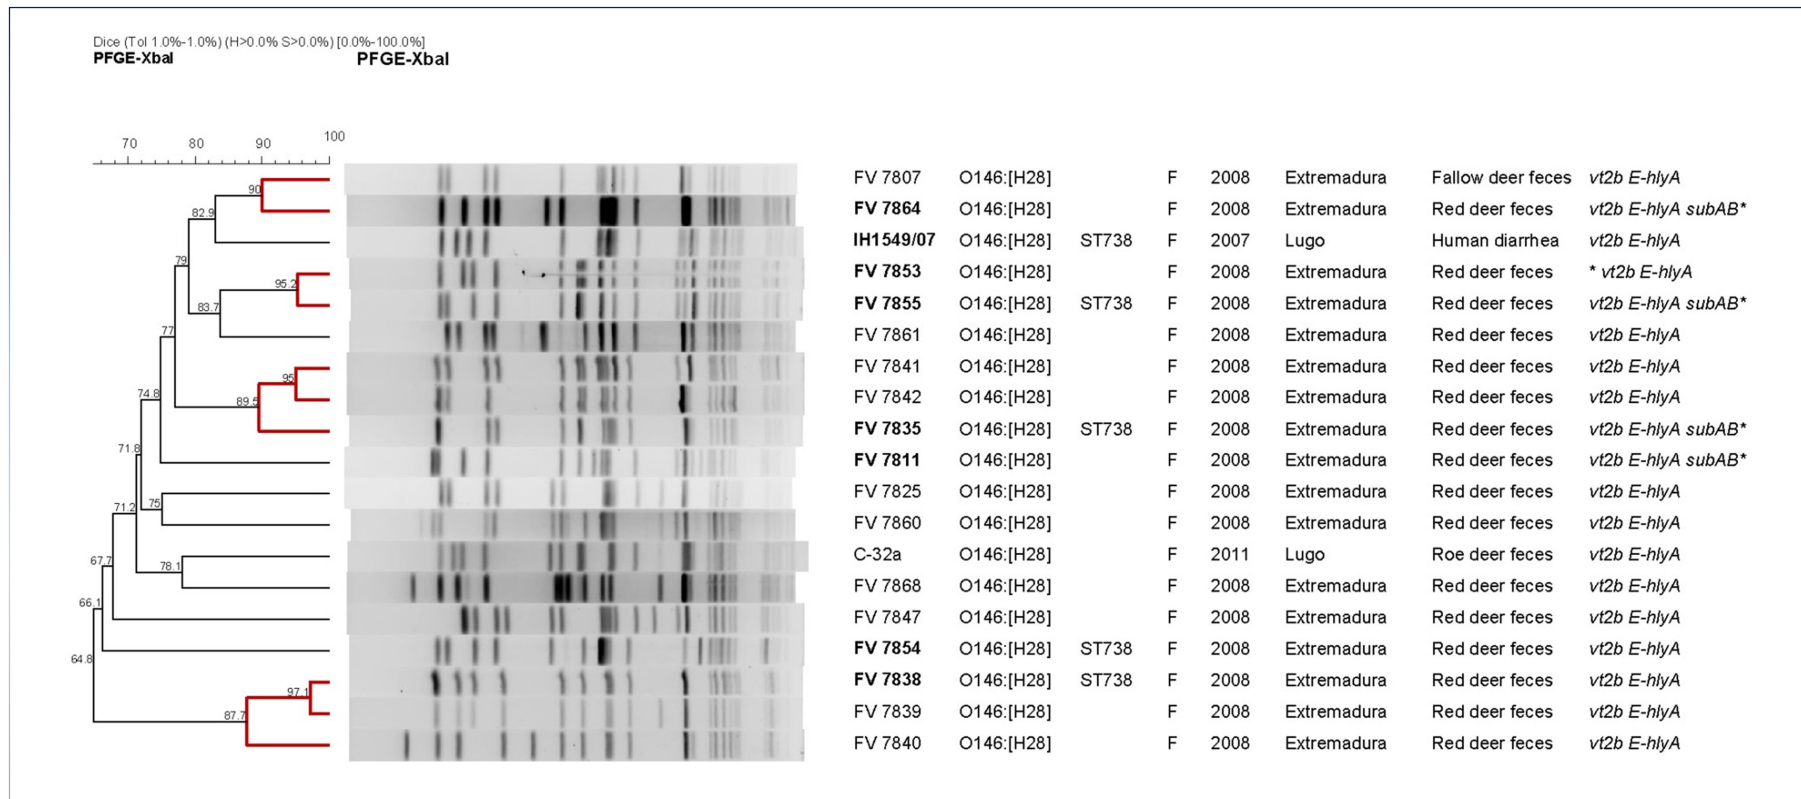 Dice (Tol 1.0%-1.0%) (H>0.0% S>0.0%) [0.0%-100.0%]
PFGE-XbaI PFGE-XbaI
70 80 90 100
FV 7807 O146:[H28] F 2008 Extremadura Fallow deer feces vt2b E-hlyA
90
FV 7864 O146:[H28] F 2008 Extremadura Red deer feces vt2b E-hlyA subAB*
82.9
IH1549/07 O146:[H28] ST738 F 2007 Lugo Human diarrhea vt2b E-hlyA
79
FV 7853 O146:[H28] F 2008 Extremadura Red deer feces * vt2b E-hlyA
95.2
FV 7855 O146:[H28] ST738 F 2008 Extremadura Red deer feces vt2b E-hlyA subAB*
83.7
FV 7861 O146:[H28] F 2008 Extremadura Red deer feces vt2b E-hlyA
77
FV 7841 O146:[H28] F 2008 Extremadura Red deer feces vt2b E-hlyA
95
FV 7842 O146:[H28] F 2008 Extremadura Red deer feces vt2b E-hlyA
74.8 89.5
FV 7835 O146:[H28] ST738 F 2008 Extremadura Red deer feces vt2b E-hlyA subAB*
71.8
FV 7811 O146:[H28] F 2008 Extremadura Red deer feces vt2b E-hlyA subAB*
FV 7825 O146:[H28] F 2008 Extremadura Red deer feces vt2b E-hlyA
71.2 75
FV 7860 O146:[H28] F 2008 Extremadura Red deer feces vt2b E-hlyA
C-32a O146:[H28] F 2011 Lugo Roe deer feces vt2b E-hlyA
67.7 78.1
FV 7868 O146:[H28] F 2008 Extremadura Red deer feces vt2b E-hlyA
66.1
FV 7847 O146:[H28] F 2008 Extremadura Red deer feces vt2b E-hlyA
FV 7854 O146:[H28] ST738 F 2008 Extremadura Red deer feces vt2b E-hlyA
64.8
FV 7838 O146:[H28] ST738 F 2008 Extremadura Red deer feces vt2b E-hlyA
97.1
FV 7839 O146:[H28] F 2008 Extremadura Red deer feces vt2b E-hlyA
87.7
FV 7840 O146:[H28] F 2008 Extremadura Red deer feces vt2b E-hlyA